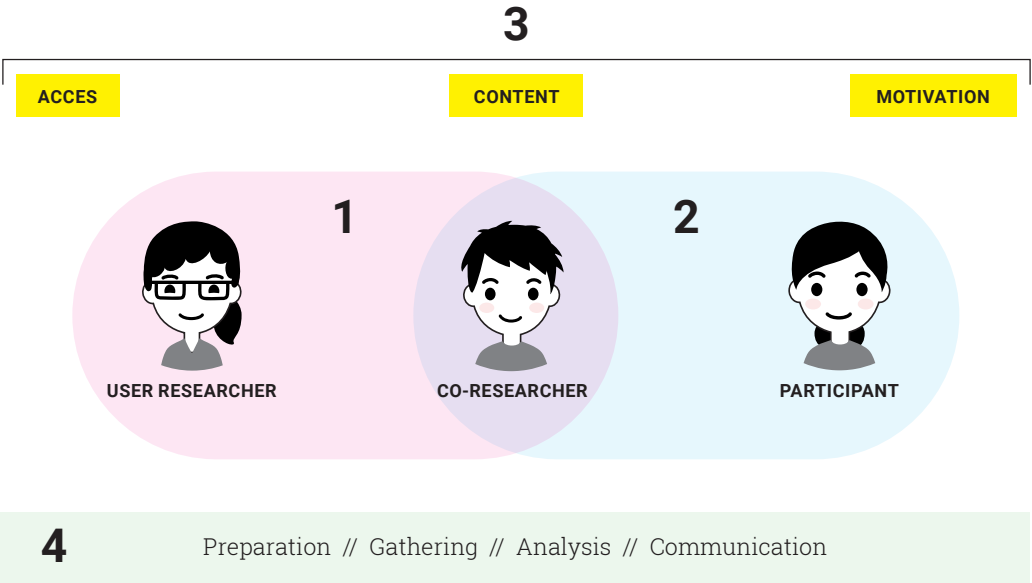 3
ACCES
CONTENT
MOTIVATION
1
2
USER RESEARCHER
CO-RESEARCHER
PARTICIPANT
4
Preparation // Gathering // Analysis // Communication